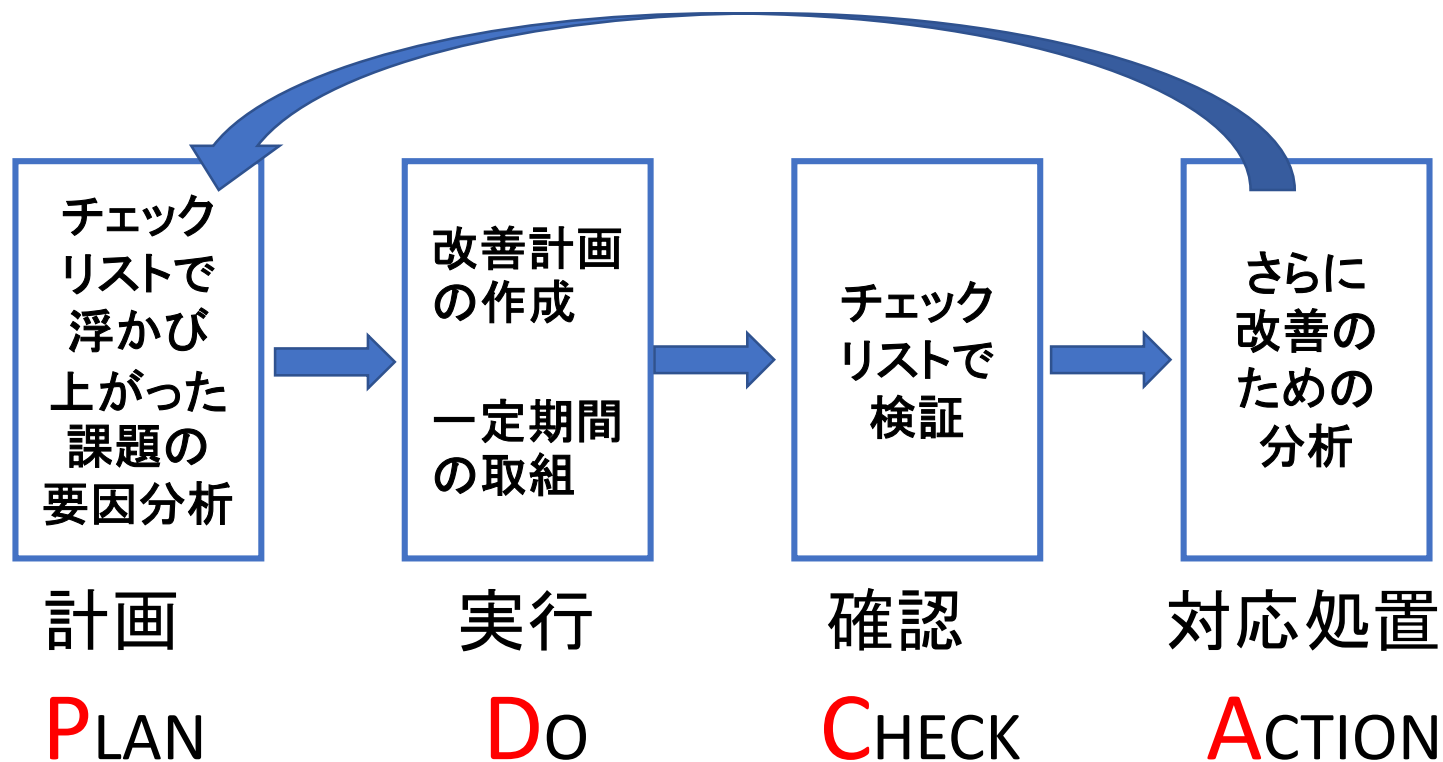 チェック
リストで
浮かび
上がった
課題の
要因分析
改善計画
の作成
一定期間
の取組
チェック
リストで
検証
さらに
改善の
ための
分析
計画
実行
確認
対応処置
PLAN
DO
CHECK
ACTION